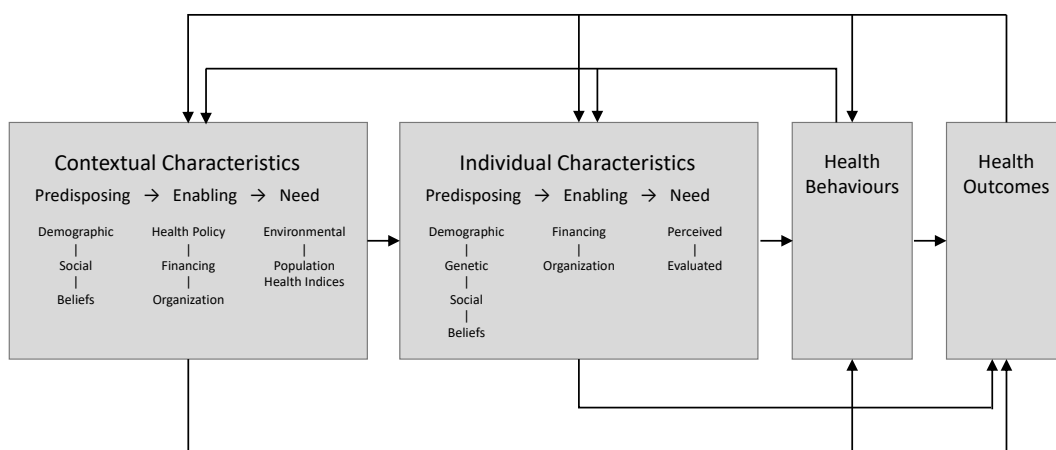 Contextual Characteristics
Predisposing → Enabling → Need
Demographic
Social
Beliefs
Health Policy
Financing
Organization
Environmental
Population
Health Indices
Individual Characteristics
Predisposing → Enabling → Need
Demographic
Genetic
Social
Beliefs
Financing
Organization
Perceived
Evaluated
Health
Behaviours
Health
Outcomes